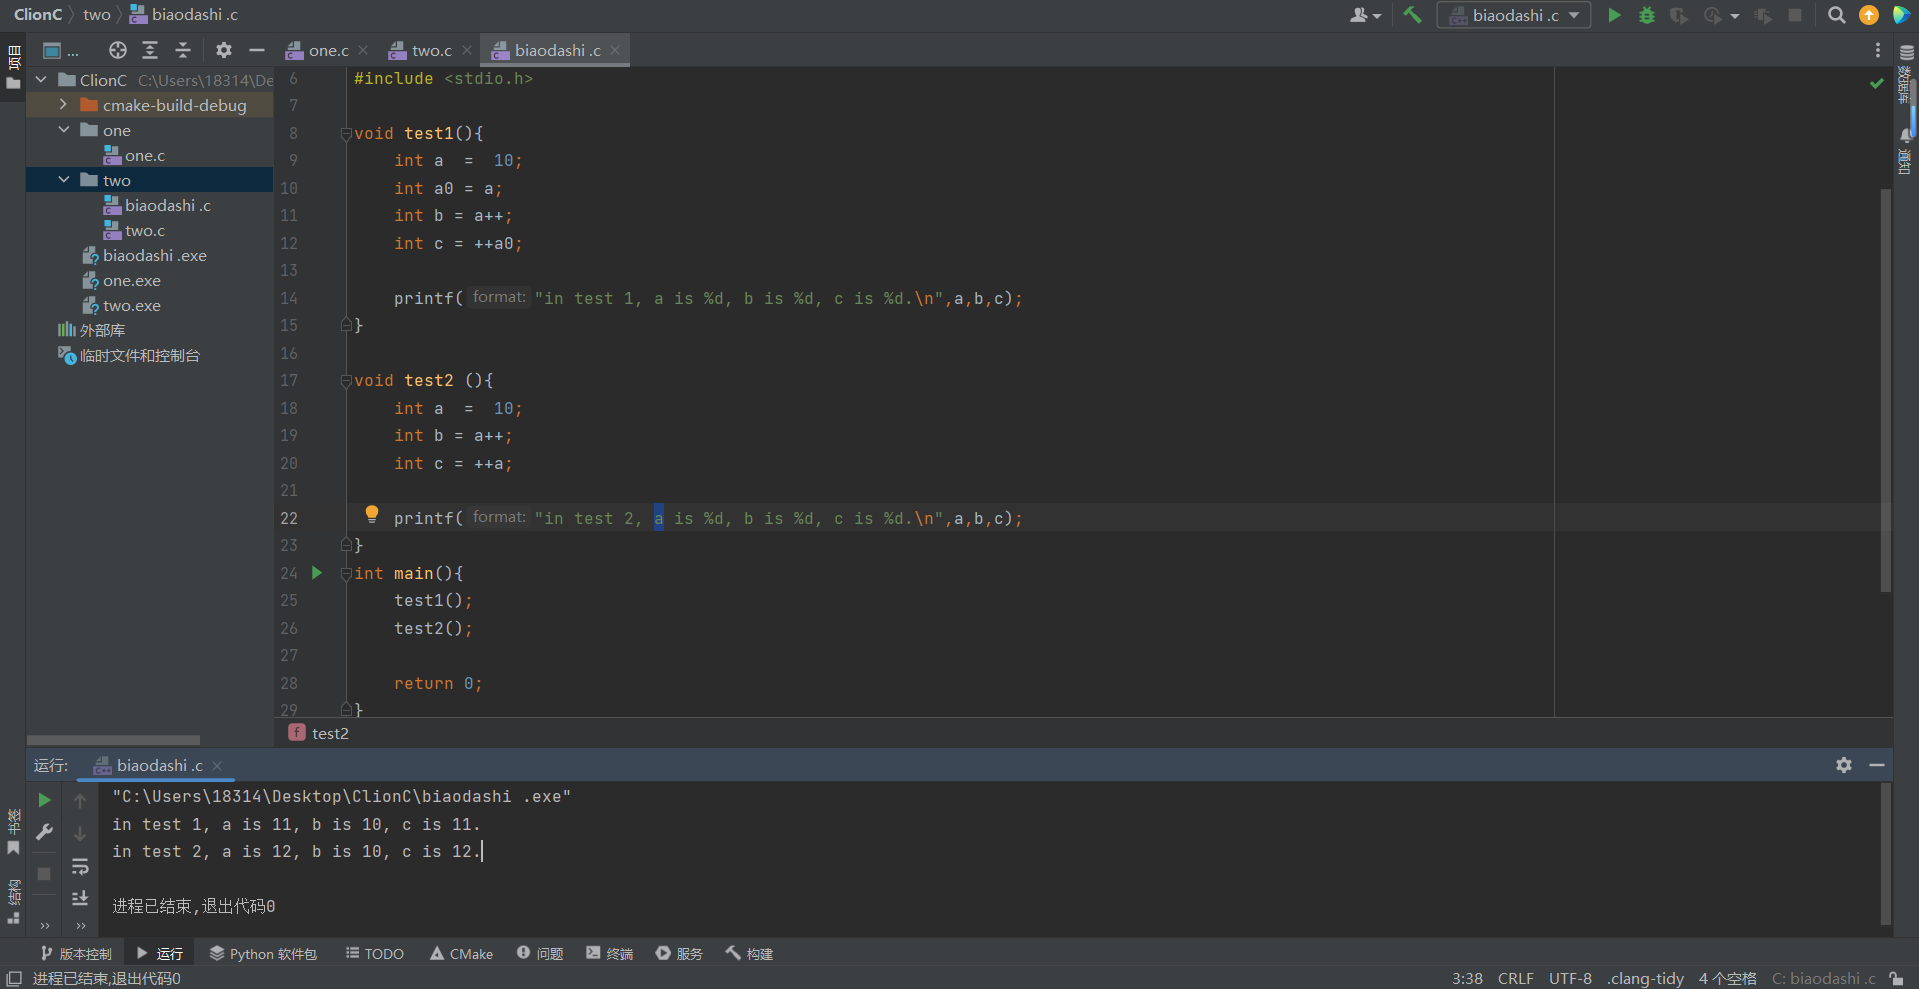 ClionC
two
biaodashi .c
biaodashi .c
项目
...
one.c
two.c
biaodashi .c
ClionC C:\Users\18314\De
cmake-build-debug
one
one.c
two
biaodashi .c
two.c
biaodashi .exe
one.exe
two.exe
外部库
临时文件和控制台
6 #include <stdio.h>
7
8 void test1(){
9 int a  =  10;
10 int a0 = a;
11 int b = a++;
12 int c = ++a0;
13
14 printf( format: "in test 1, a is %d, b is %d, c is %d.\n",a,b,c);
15 }
16
17 void test2 (){
18 int a  =  10;
19 int b = a++;
20 int c = ++a;
21
22 printf( format: "in test 2, a is %d, b is %d, c is %d.\n",a,b,c);
23 }
24 int main(){
25 test1();
26 test2();
27
28 return 0;
29 }
f test2
数据库
通知
运行: biaodashi .c
"C:\Users\18314\Desktop\ClionC\biaodashi .exe"
in test 1, a is 11, b is 10, c is 11.
in test 2, a is 12, b is 10, c is 12.
进程已结束,退出代码0
书签
结构
版本控制
运行
Python 软件包
TODO
CMake
问题
终端
服务
构建
进程已结束,退出代码0
3:38 CRLF UTF-8 .clang-tidy 4 个空格 C: biaodashi .c